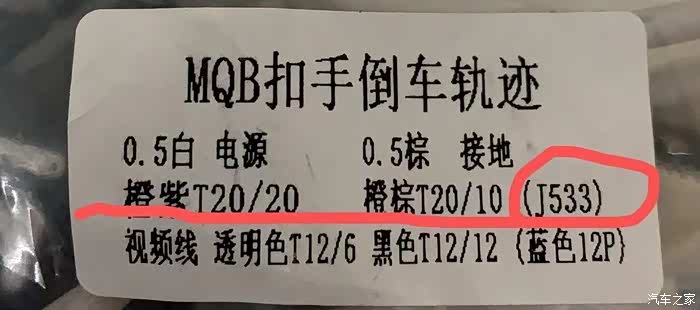 MQB扣手倒车轨迹
0.5白 电源 0.5棕 接地
橙紫T20/20 橙棕T20/10 (J533)
视频线 透明色T12/6 黑色T12/12 (蓝色12P)
汽车之家